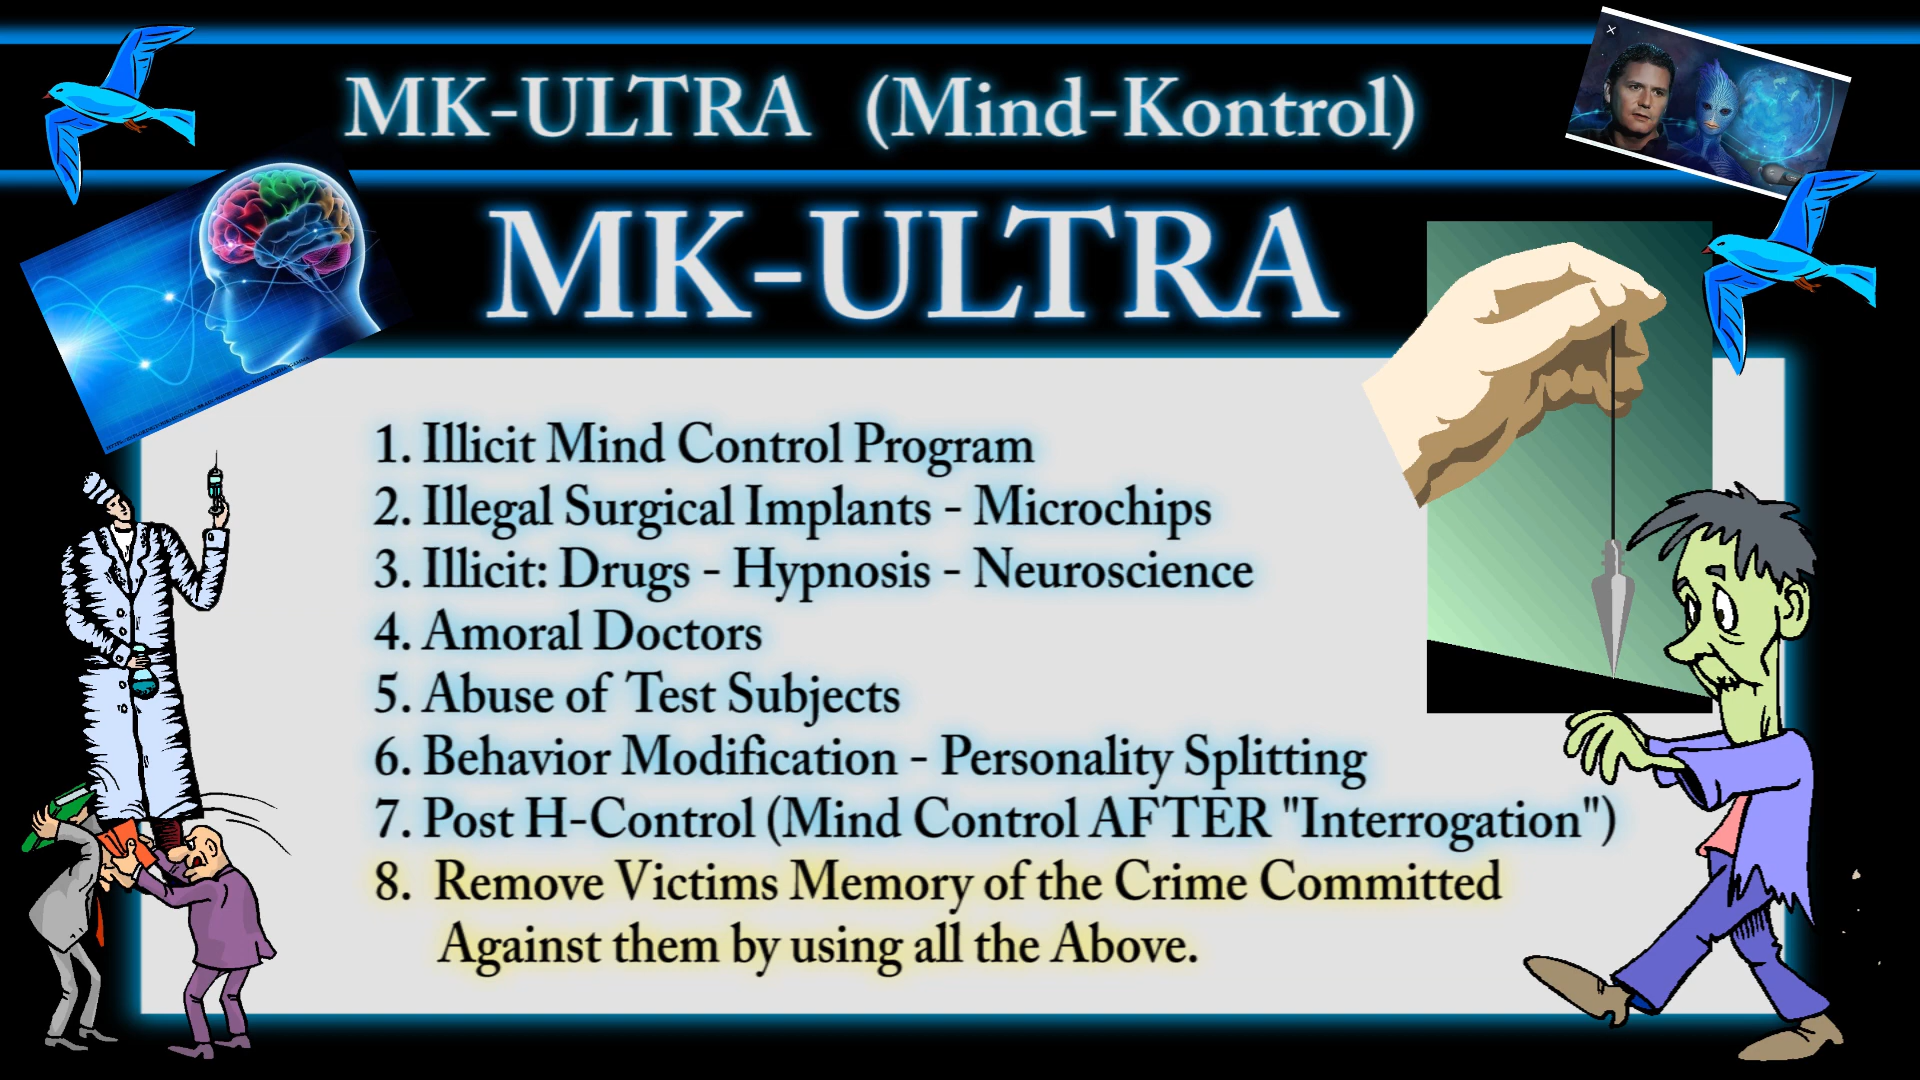 MK-ULTRA (Mind-Kontrol)
MK-ULTRA
1. Illicit Mind Control Program
2. Illegal Surgical Implants - Microchips
3. Illicit: Drugs - Hypnosis - Neuroscience
4. Amoral Doctors
5. Abuse of Test Subjects
6. Behavior Modification - Personality Splitting
7. Post H-Control (Mind Control AFTER "Interrogation")
8. Remove Victims Memory of the Crime Committed
Against them by using all the Above.